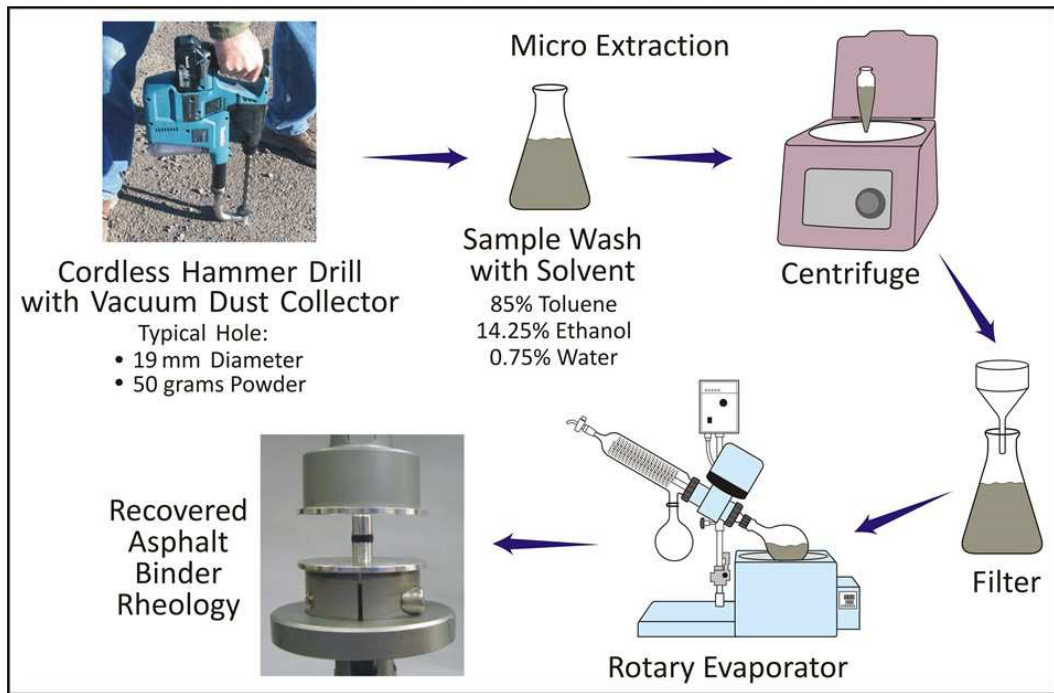 Micro Extraction
Cordless Hammer Drill
with Vacuum Dust Collector
Typical Hole:
• 19 mm Diameter
• 50 grams Powder
Sample Wash
with Solvent
85% Toluene
14.25% Ethanol
0.75% Water
Centrifuge
Filter
Rotary Evaporator
Recovered
Asphalt
Binder
Rheology